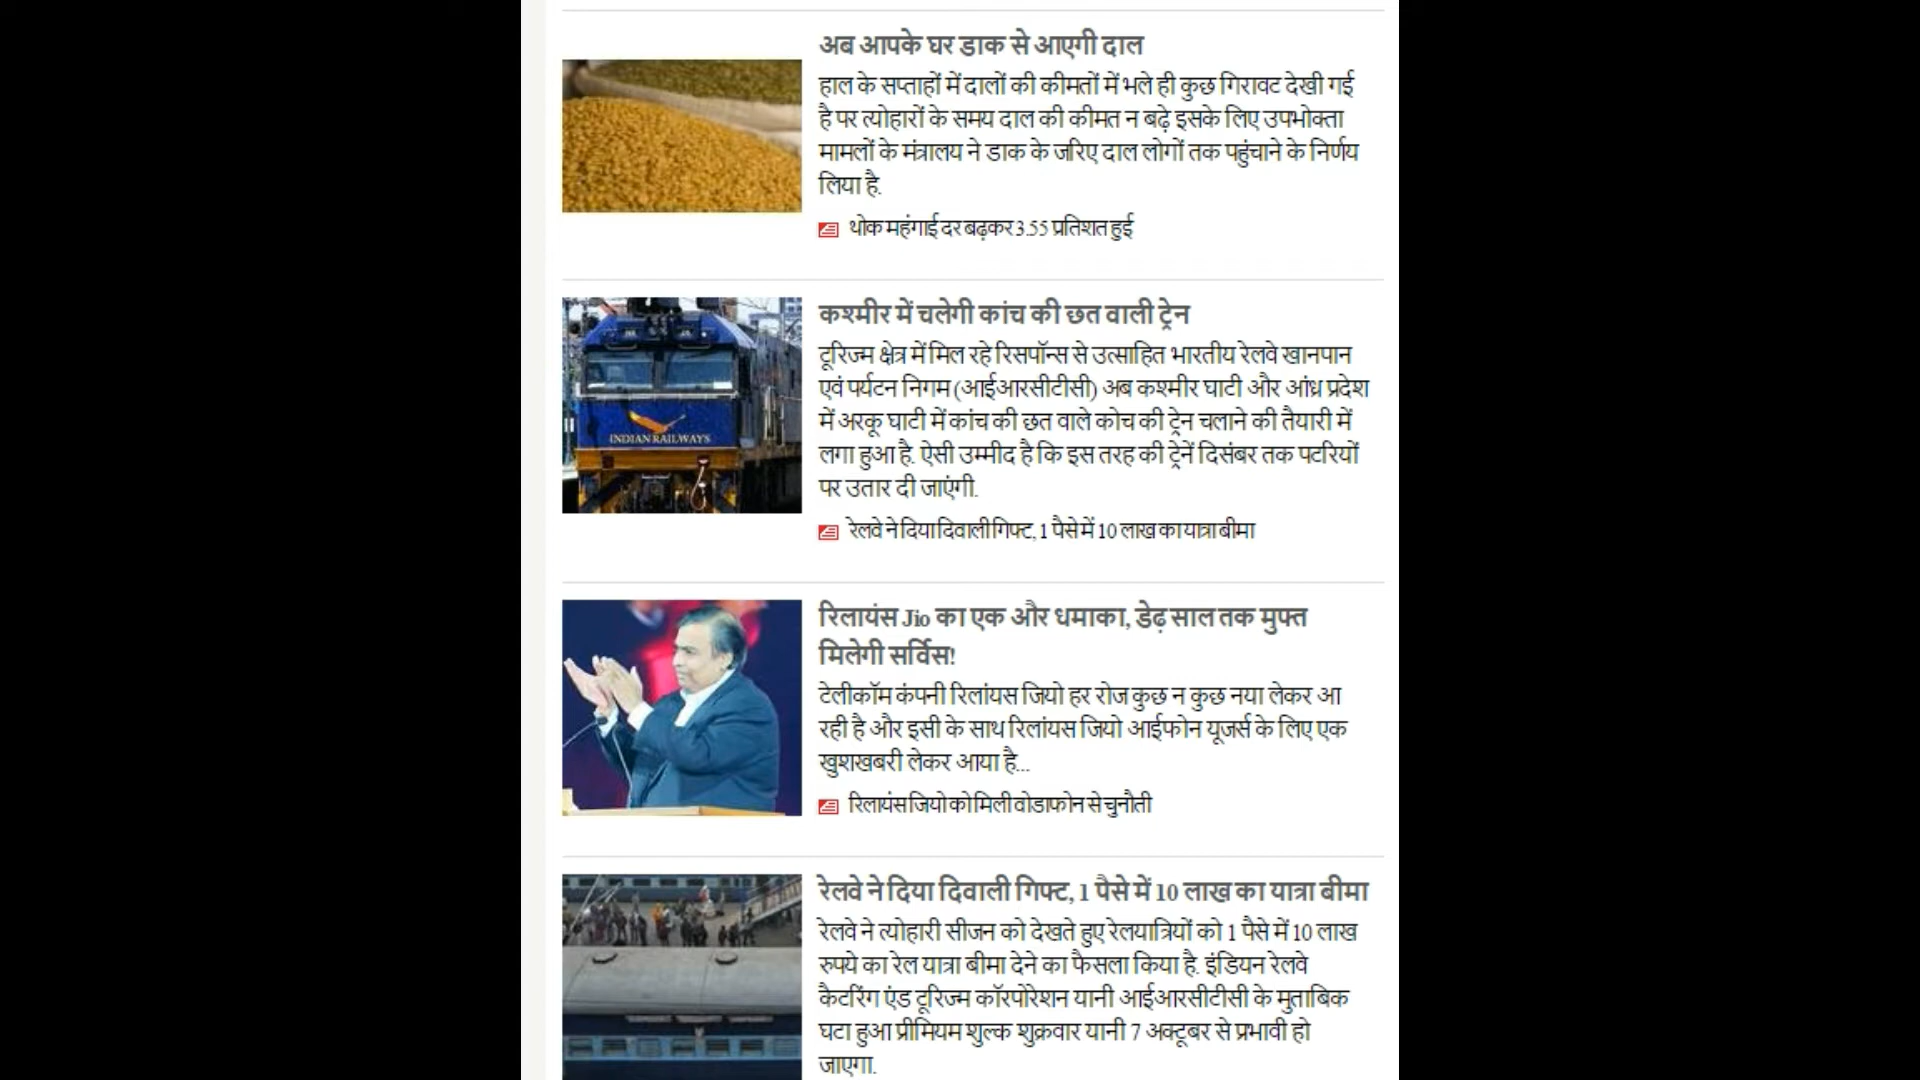 अब आपके घर डाक से आएगी दाल
हाल के सप्ताहों में दालों की कीमतों में भले ही कुछ गिरावट देखी गई
है पर त्योहारों के समय दाल की कीमत न बढ़े इसके लिए उपभोक्ता
मामलों के मंत्रालय ने डाक के जरिए दाल लोगों तक पहुंचाने के निर्णय
लिया है.
थोक महंगाई दर बढ़कर 3.55 प्रतिशत हुई
कश्मीर में चलेगी कांच की छत वाली ट्रेन
टूरिज्म क्षेत्र में मिल रहे रिसपॉन्स से उत्साहित भारतीय रेलवे खानपान
एवं पर्यटन निगम (आईआरसीटीसी) अब कश्मीर घाटी और आंध्र प्रदेश
में अरकू घाटी में कांच की छत वाले कोच की ट्रेन चलाने की तैयारी में
लगा हुआ है. ऐसी उम्मीद है कि इस तरह की ट्रेनें दिसंबर तक पटरियों
पर उतार दी जाएंगी.
INDIAN RAILWAYS
रेलवे ने दिया दिवाली गिफ्ट, 1 पैसे में 10 लाख का यात्रा बीमा
रिलायंस Jio का एक और धमाका, डेढ़ साल तक मुफ्त
मिलेगी सर्विस!
टेलीकॉम कंपनी रिलांयस जियो हर रोज कुछ न कुछ नया लेकर आ
रही है और इसी के साथ रिलांयस जियो आईफोन यूजर्स के लिए एक
खुशखबरी लेकर आया है...
रिलायंस जियो को मिली वोडाफोन से चुनौती
रेलवे ने दिया दिवाली गिफ्ट, 1 पैसे में 10 लाख का यात्रा बीमा
रेलवे ने त्योहारी सीजन को देखते हुए रेलयात्रियों को 1 पैसे में 10 लाख
रुपये का रेल यात्रा बीमा देने का फैसला किया है. इंडियन रेलवे
कैटरिंग एंड टूरिज्म कॉरपोरेशन यानी आईआरसीटीसी के मुताबिक
घटा हुआ प्रीमियम शुल्क शुक्रवार यानी 7 अक्टूबर से प्रभावी हो
जाएगा.